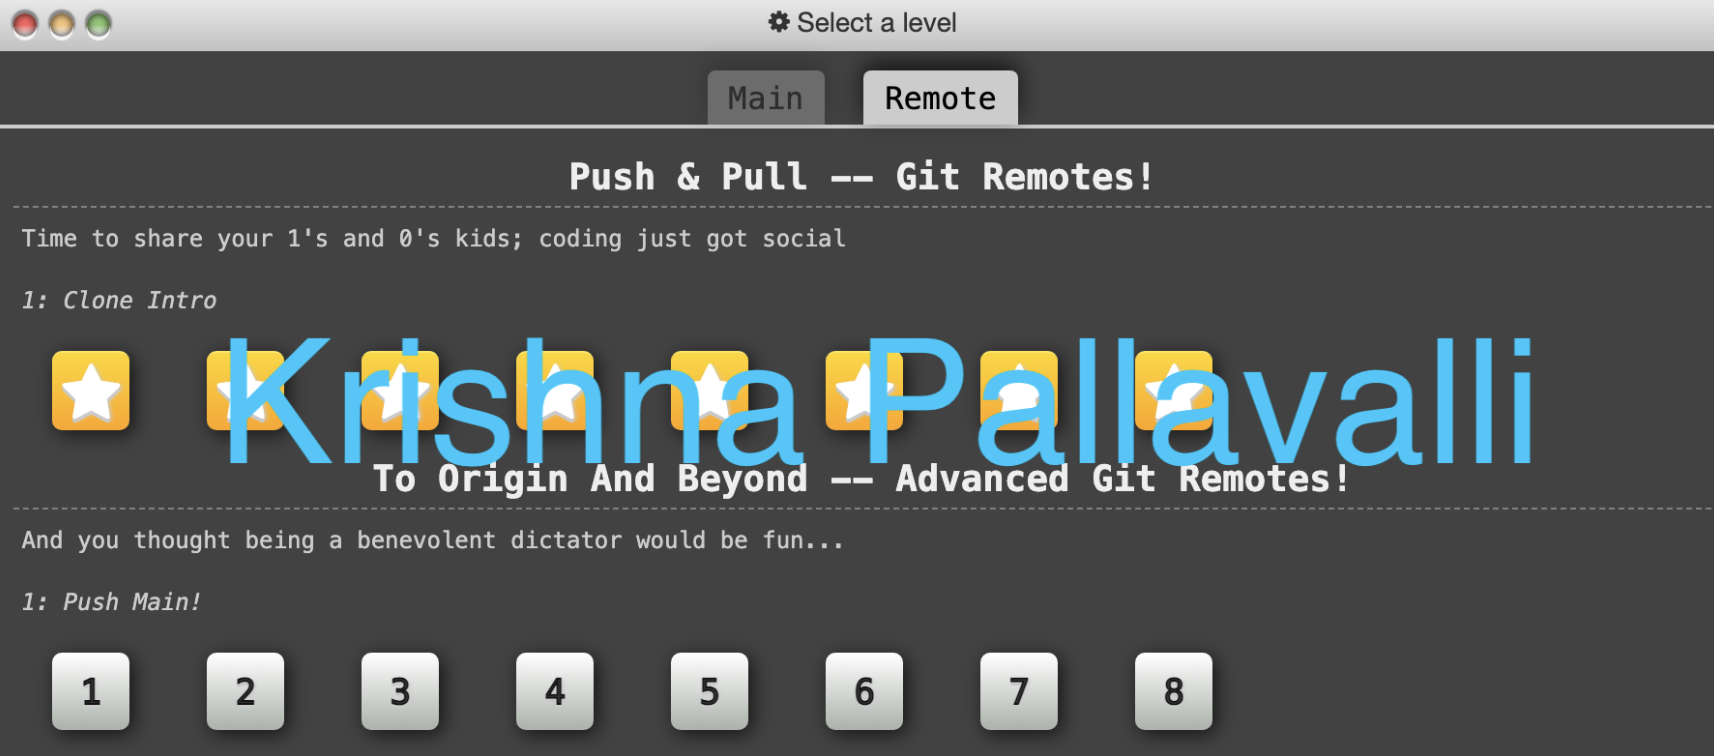 Select a level
Main Remote
Push & Pull -- Git Remotes!
Time to share your 1's and 0's kids; coding just got social
1: Clone Intro
Krishna Pallavalli
To Origin And Beyond -- Advanced Git Remotes!
And you thought being a benevolent dictator would be fun...
1: Push Main!
1 2 3 4 5 6 7 8